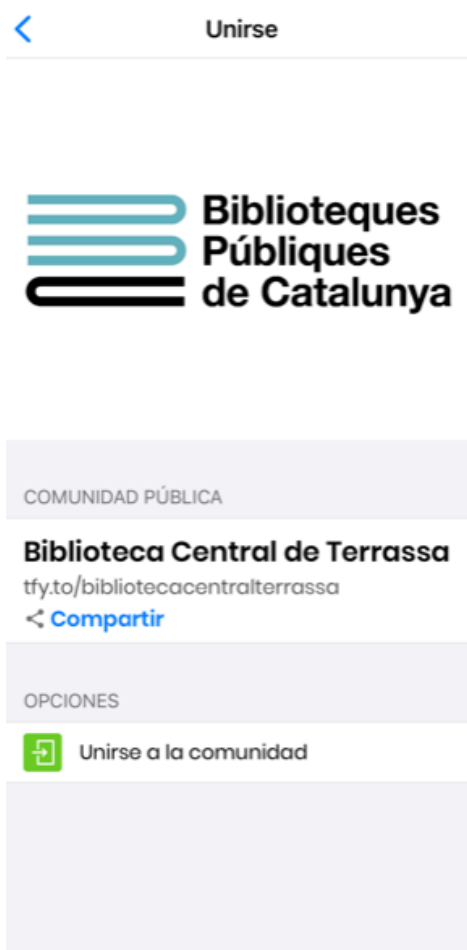 Unirse
Biblioteques
Públiques
de Catalunya
COMUNIDAD PÚBLICA
Biblioteca Central de Terrassa
tfy.to/bibliotecacentralterrassa
Compartir
OPCIONES
Unirse a la comunidad